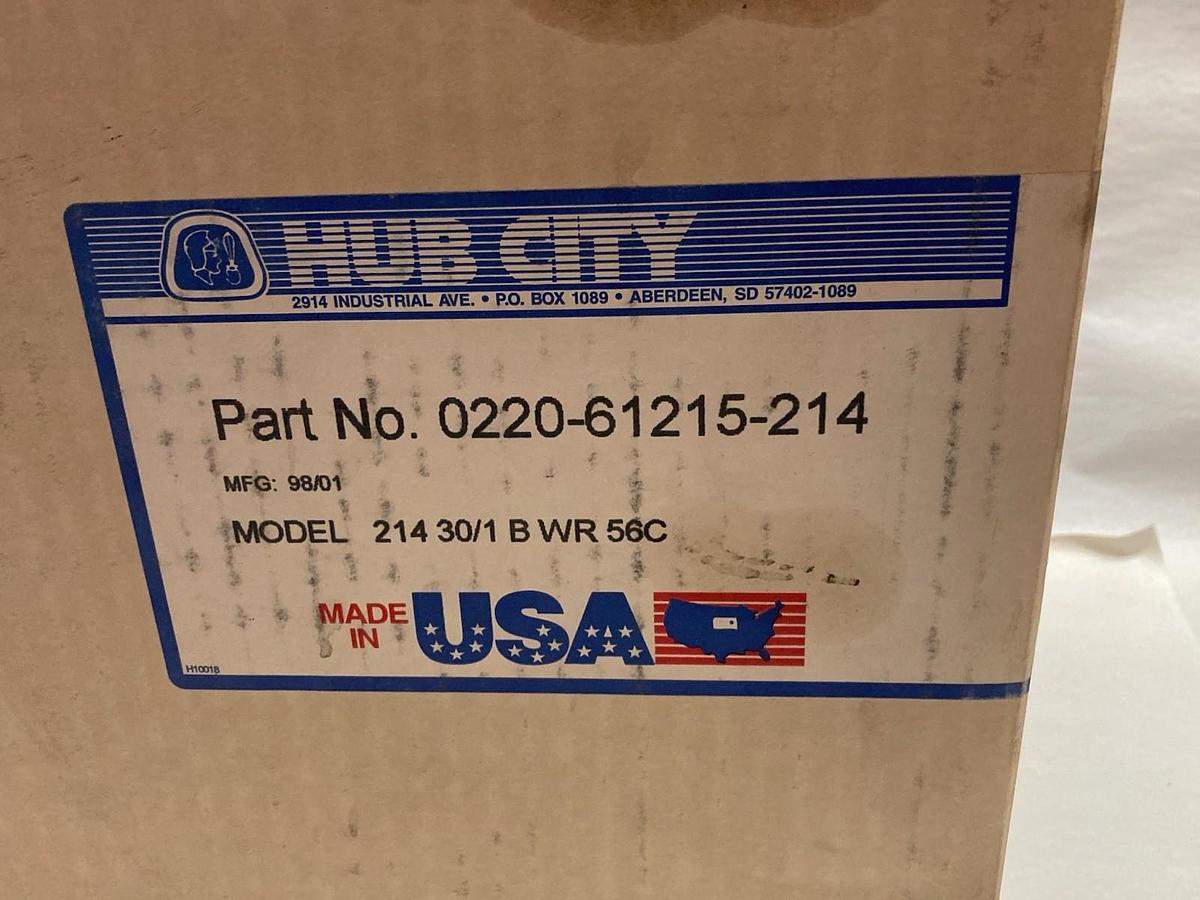 HUB CITY
2914 INDUSTRIAL AVE. • P.O. BOX 1089 • ABERDEEN, SD 57402-1089
Part No. 0220-61215-214
MFG: 98/01
MODEL 214 30/1 B WR 56C
MADE IN USA
H1001B